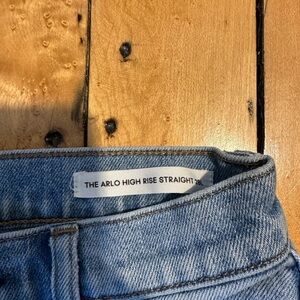 THE ARLO HIGH RISE STRAIGHT